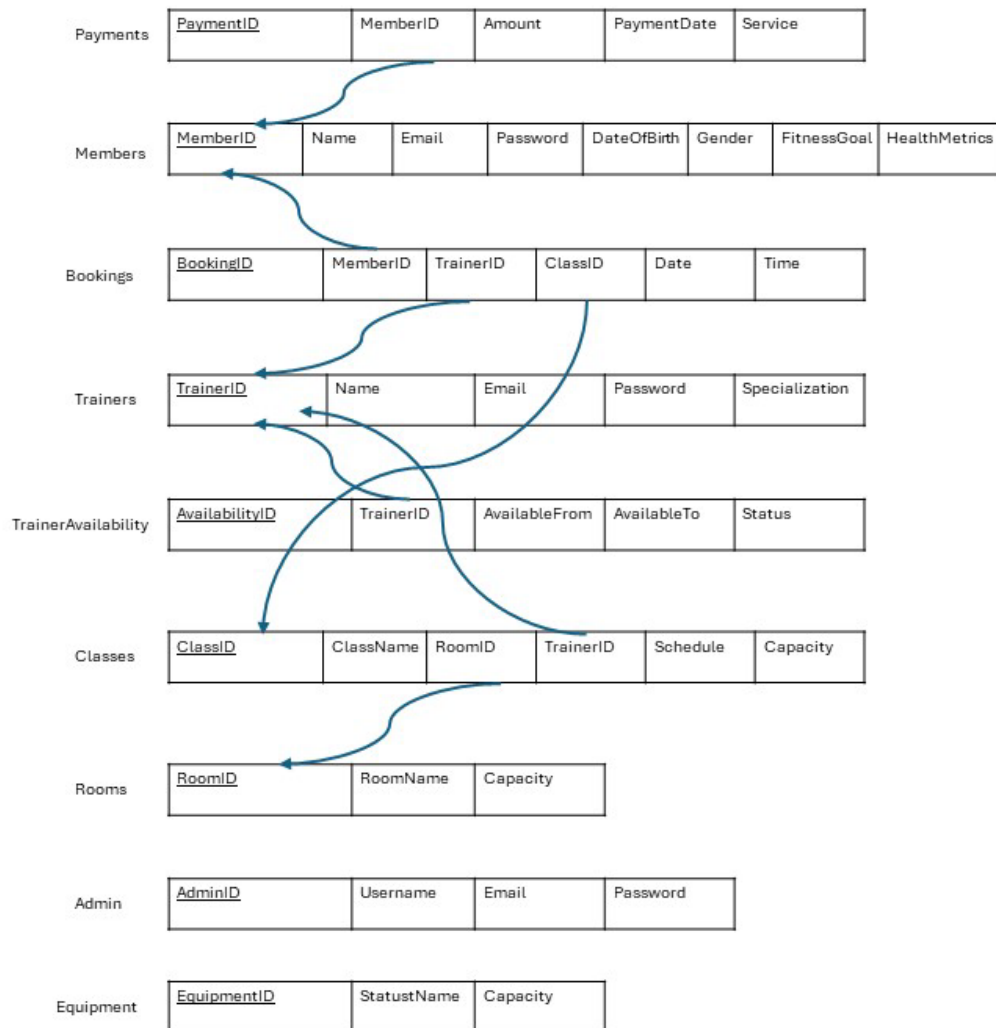 Payments PaymentID MemberID Amount PaymentDate Service
Members MemberID Name Email Password DateOfBirth Gender FitnessGoal HealthMetrics
Bookings BookingID MemberID TrainerID ClassID Date Time
Trainers TrainerID Name Email Password Specialization
TrainerAvailability AvailabilityID TrainerID AvailableFrom AvailableTo Status
Classes ClassID ClassName RoomID TrainerID Schedule Capacity
Rooms RoomID RoomName Capacity
Admin AdminID Username Email Password
Equipment EquipmentID StatustName Capacity